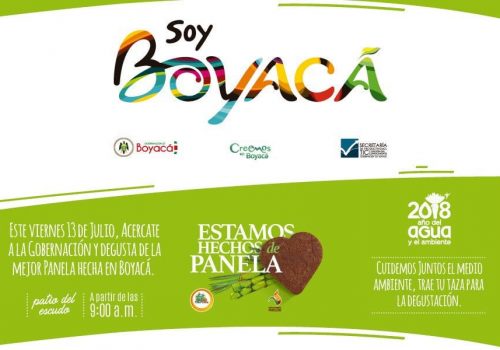 Soy
BOYACÁ
Boyacá
Creemos
en Boyacá
SECRETARÍA
ESTE VIERNES 13 DE JULIO, ACERCATE
A LA GOBERNACIÓN Y DEGUSTA DE LA
MEJOR PANELA HECHA EN BOYACÁ.
patio del
escudo
A partir de las
9:00 a.m.
ESTAMOS
HECHOS de
PANELA
2018
año del
agua
y el ambiente
CUIDEMOS JUNTOS EL MEDIO
AMBIENTE, TRAE TU TAZA PARA
LA DEGUSTACIÓN.